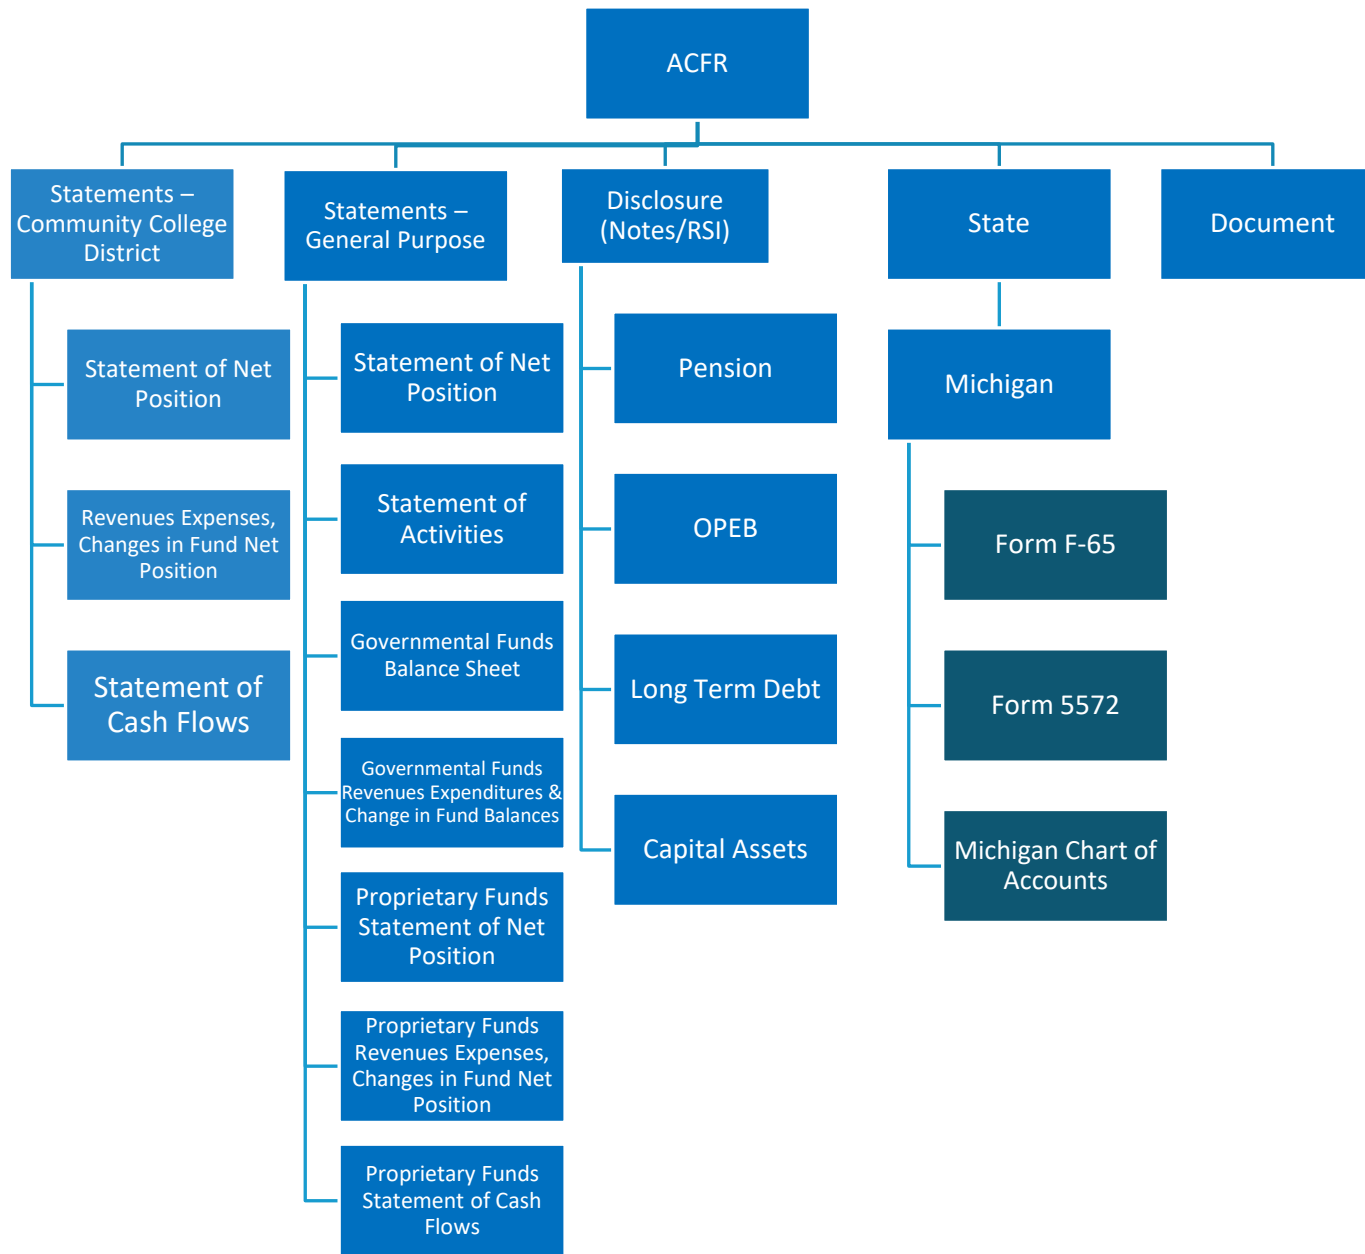 ACFR
Statements –
Community College
District
Statement of Net
Position
Revenues Expenses,
Changes in Fund Net
Position
Statement of
Cash Flows
Statements –
General Purpose
Statement of Net
Position
Statement of
Activities
Governmental Funds
Balance Sheet
Governmental Funds
Revenues Expenditures &
Change in Fund Balances
Proprietary Funds
Statement of Net
Position
Proprietary Funds
Revenues Expenses,
Changes in Fund Net
Position
Proprietary Funds
Statement of Cash
Flows
Disclosure
(Notes/RSI)
Pension
OPEB
Long Term Debt
Capital Assets
State
Michigan
Form F-65
Form 5572
Michigan Chart of
Accounts
Document